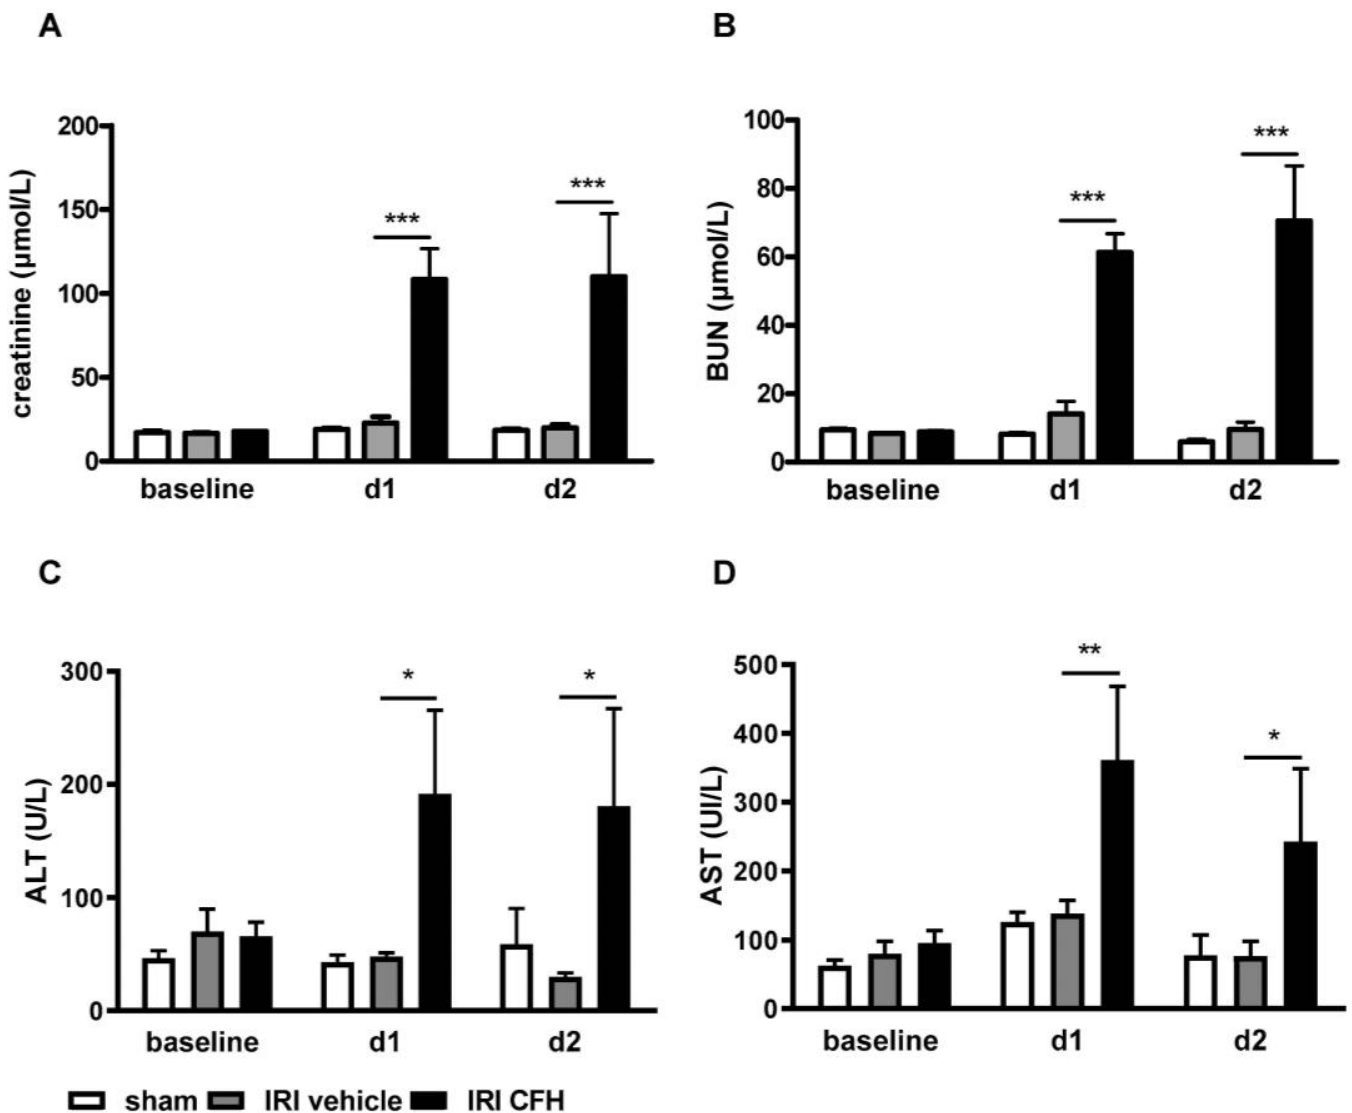 A
creatinine (µmol/L)
200
150
100
50
0
***
***
baseline d1 d2
B
BUN (µmol/L)
100
80
60
40
20
0
***
***
baseline d1 d2
C
ALT (U/L)
300
200
100
0
*
*
baseline d1 d2
D
AST (UI/L)
500
400
300
200
100
0
**
*
baseline d1 d2
sham IRI vehicle IRI CFH